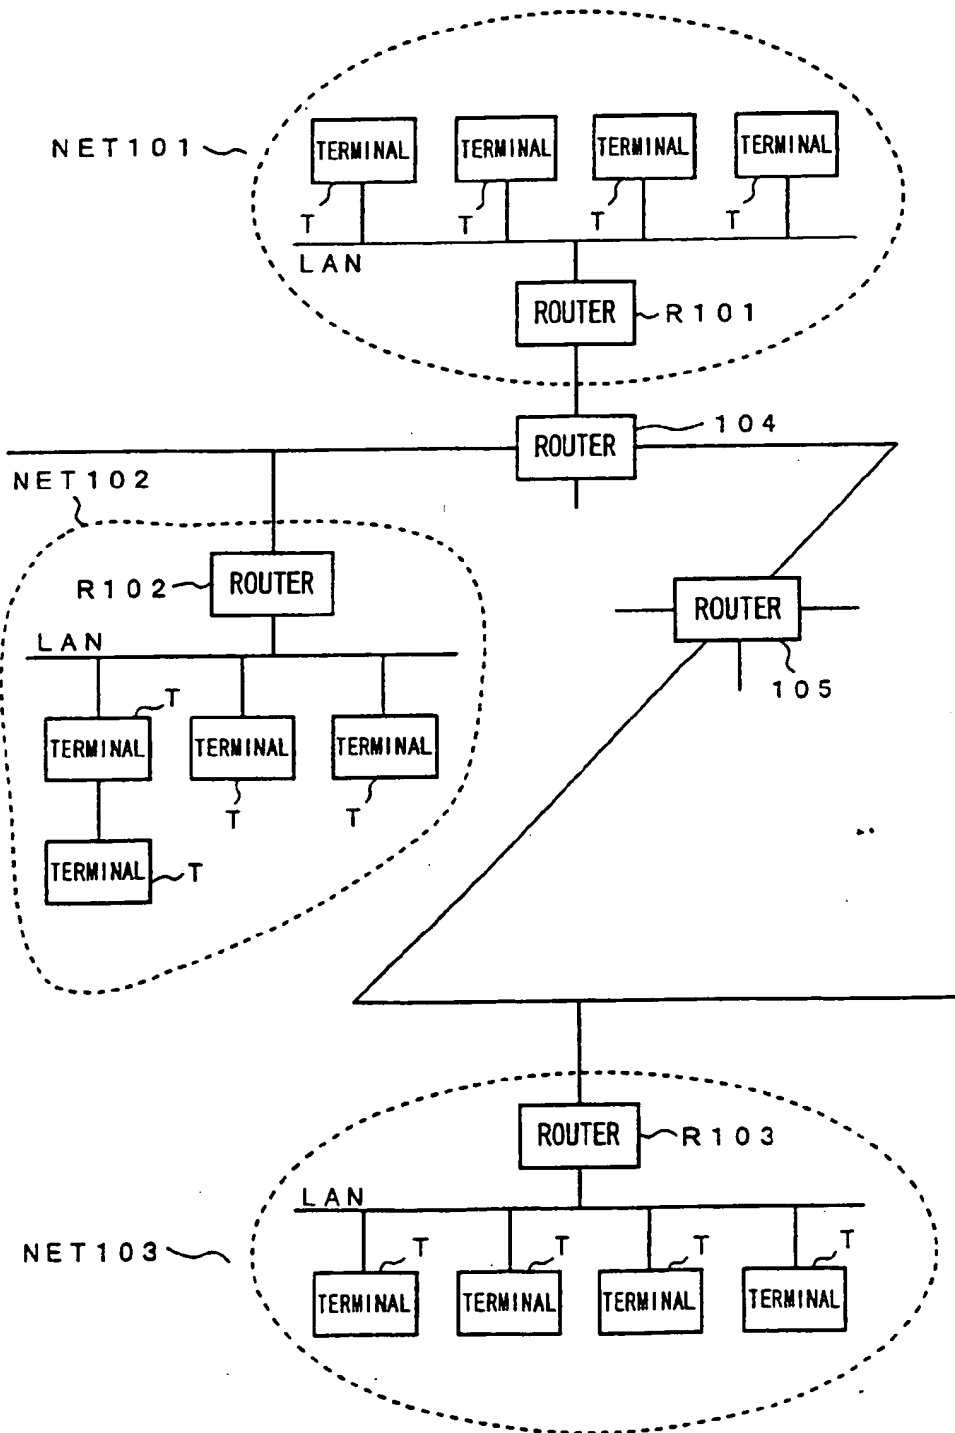 NET101
TERMINAL TERMINAL TERMINAL TERMINAL
T T T T
LAN
ROUTER R101
104
ROUTER
NET102
R102 ROUTER
ROUTER
LAN
105
T
TERMINAL TERMINAL TERMINAL
T T
TERMINAL T
ROUTER R103
LAN
NET103
T T T T
TERMINAL TERMINAL TERMINAL TERMINAL